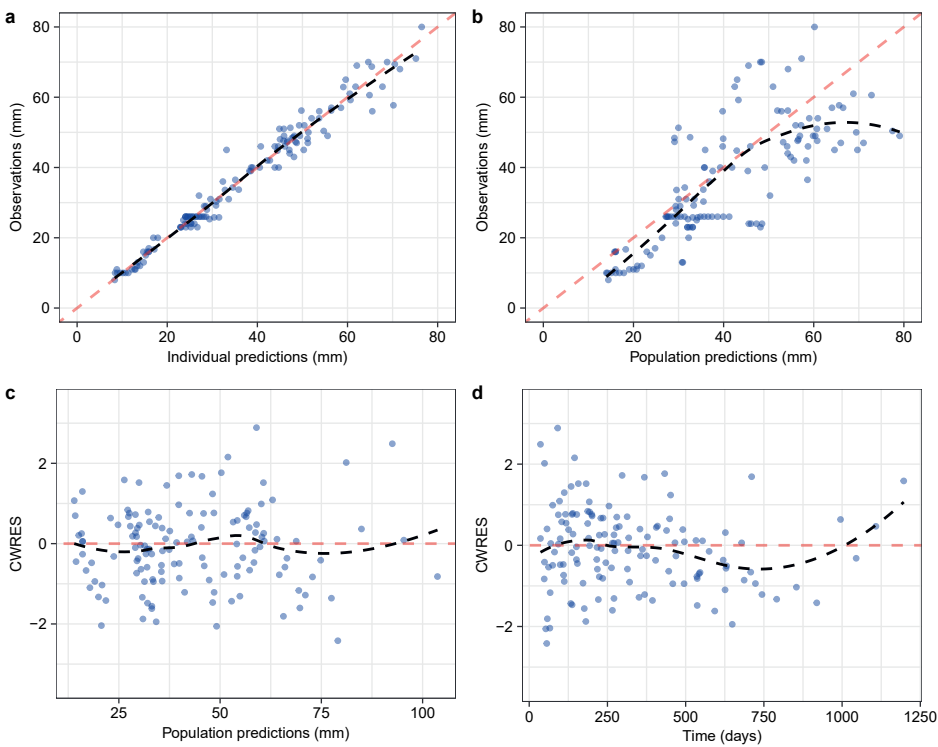 a
80
60
40
20
0
Observations (mm)
0 20 40 60 80
Individual predictions (mm)
b
80
60
40
20
0
Observations (mm)
0 20 40 60 80
Population predictions (mm)
c
2
0
−2
CWRES
25 50 75 100
Population predictions (mm)
d
2
0
−2
CWRES
0 250 500 750 1000 1250
Time (days)